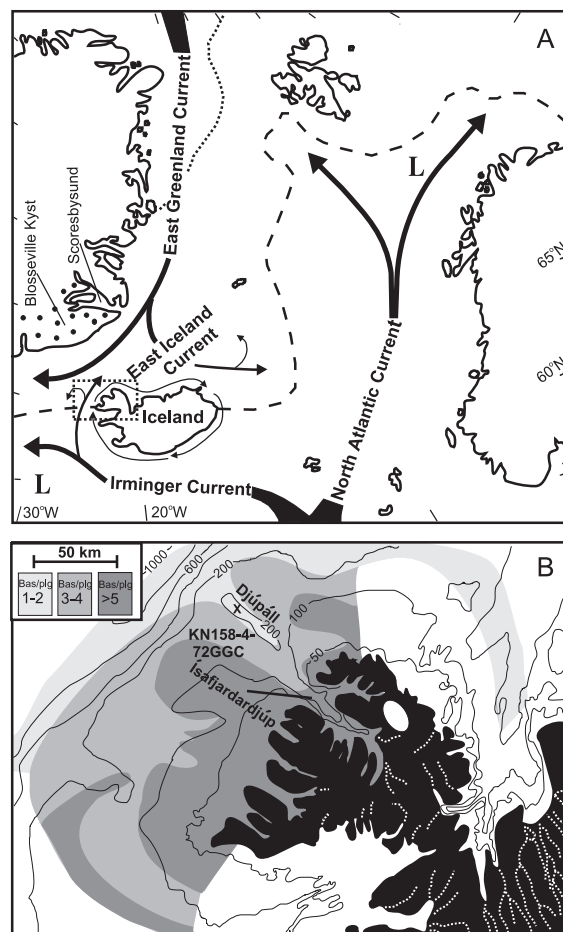 A
East Greenland Current
Blosseville Kyst
Scoresbysund
L
65°N
East Iceland
Current
60°N
North Atlantic Current
Iceland
L
Irminger Current
30°W
20°W
B
50 km
Bas/plg
1-2
Bas/plg
3-4
Bas/plg
>5
1000
600
200
Djúpáll
200
100
KN158-4-
72GGC
50
Ísafjardardjúp